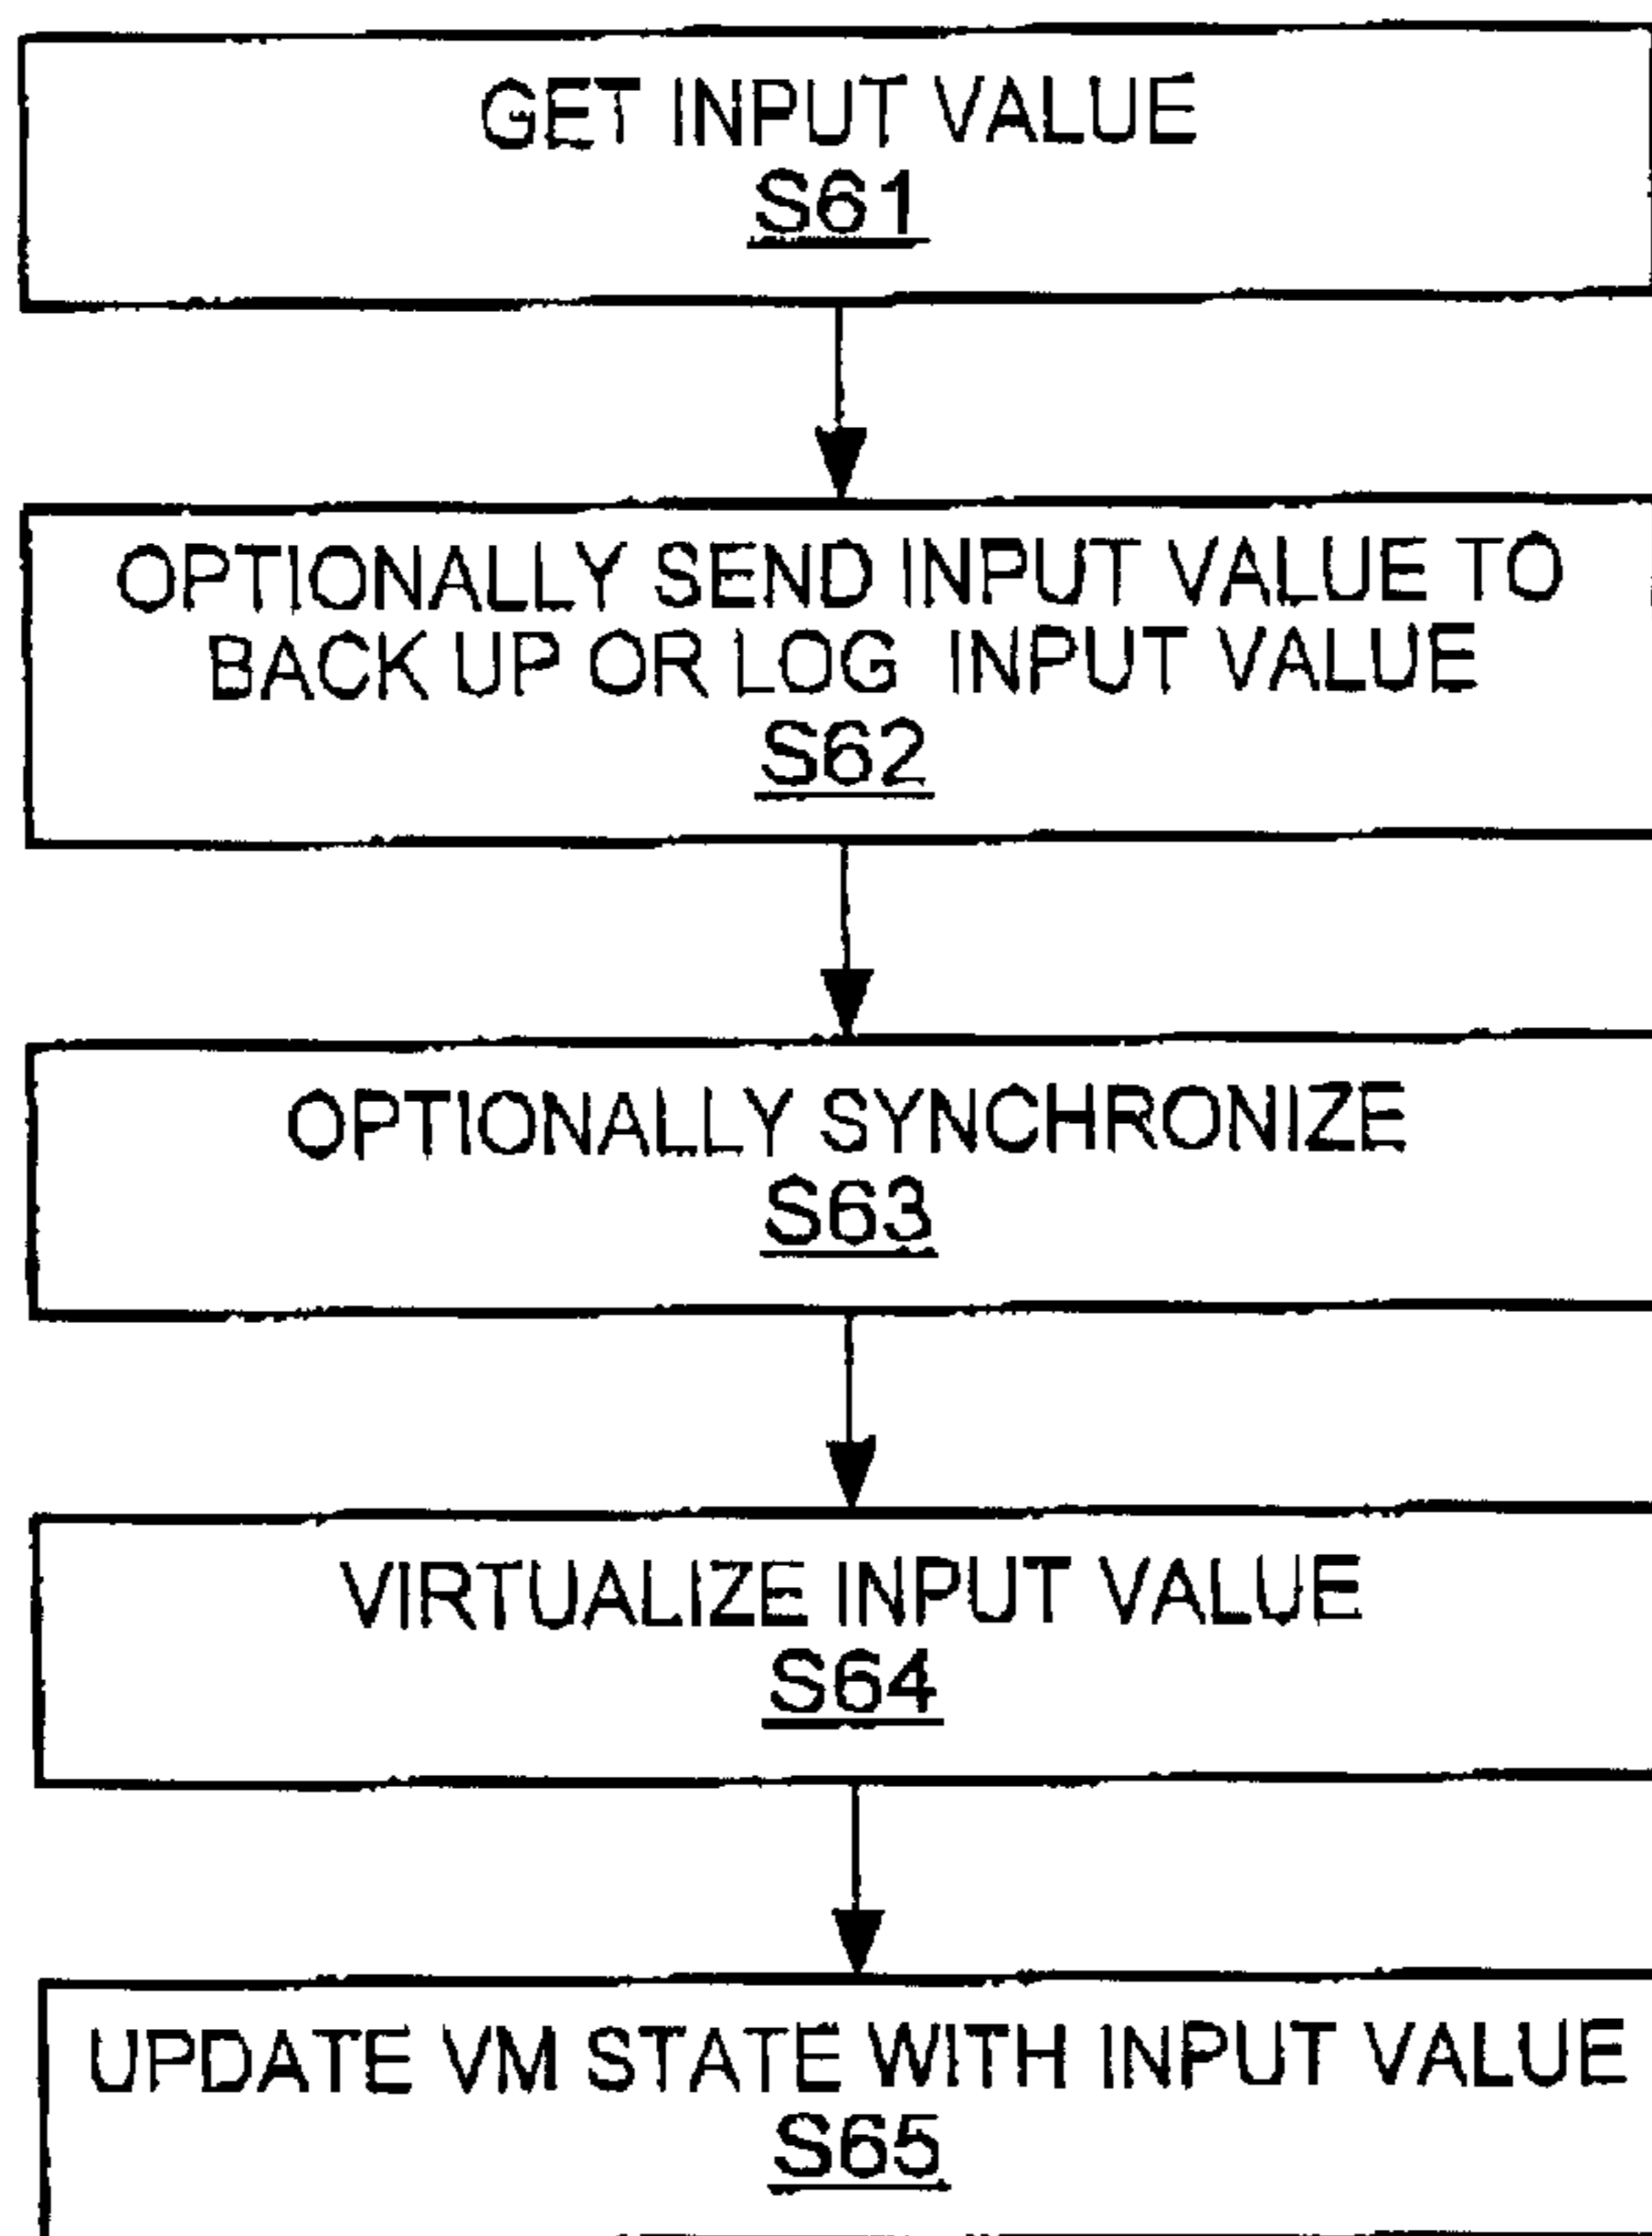 GET INPUT VALUE
S61
OPTIONALLY SEND INPUT VALUE TO
BACK UP OR LOG INPUT VALUE
S62
OPTIONALLY SYNCHRONIZE
S63
VIRTUALIZE INPUT VALUE
S64
UPDATE VM STATE WITH INPUT VALUE
S65